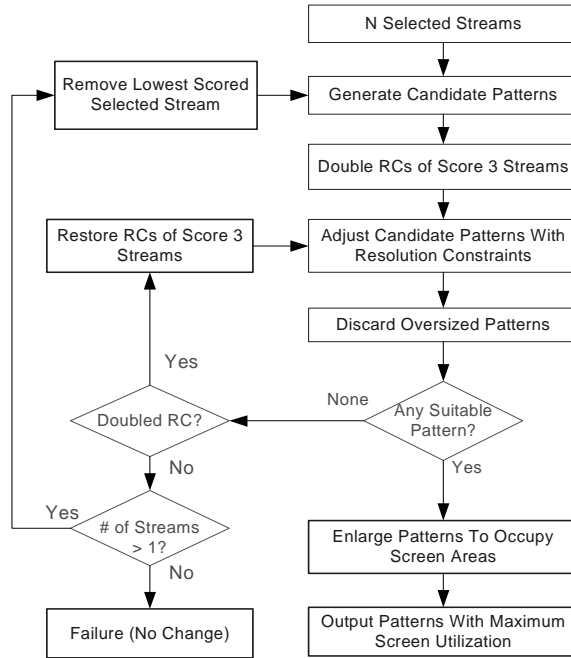 N Selected Streams
Remove Lowest Scored
Selected Stream
Generate Candidate Patterns
Double RCs of Score 3 Streams
Restore RCs of Score 3
Streams
Adjust Candidate Patterns With
Resolution Constraints
Discard Oversized Patterns
Yes
None
Doubled RC?
Any Suitable
Pattern?
No
Yes
Yes
# of Streams
> 1?
Enlarge Patterns To Occupy
Screen Areas
No
Failure (No Change)
Output Patterns With Maximum
Screen Utilization